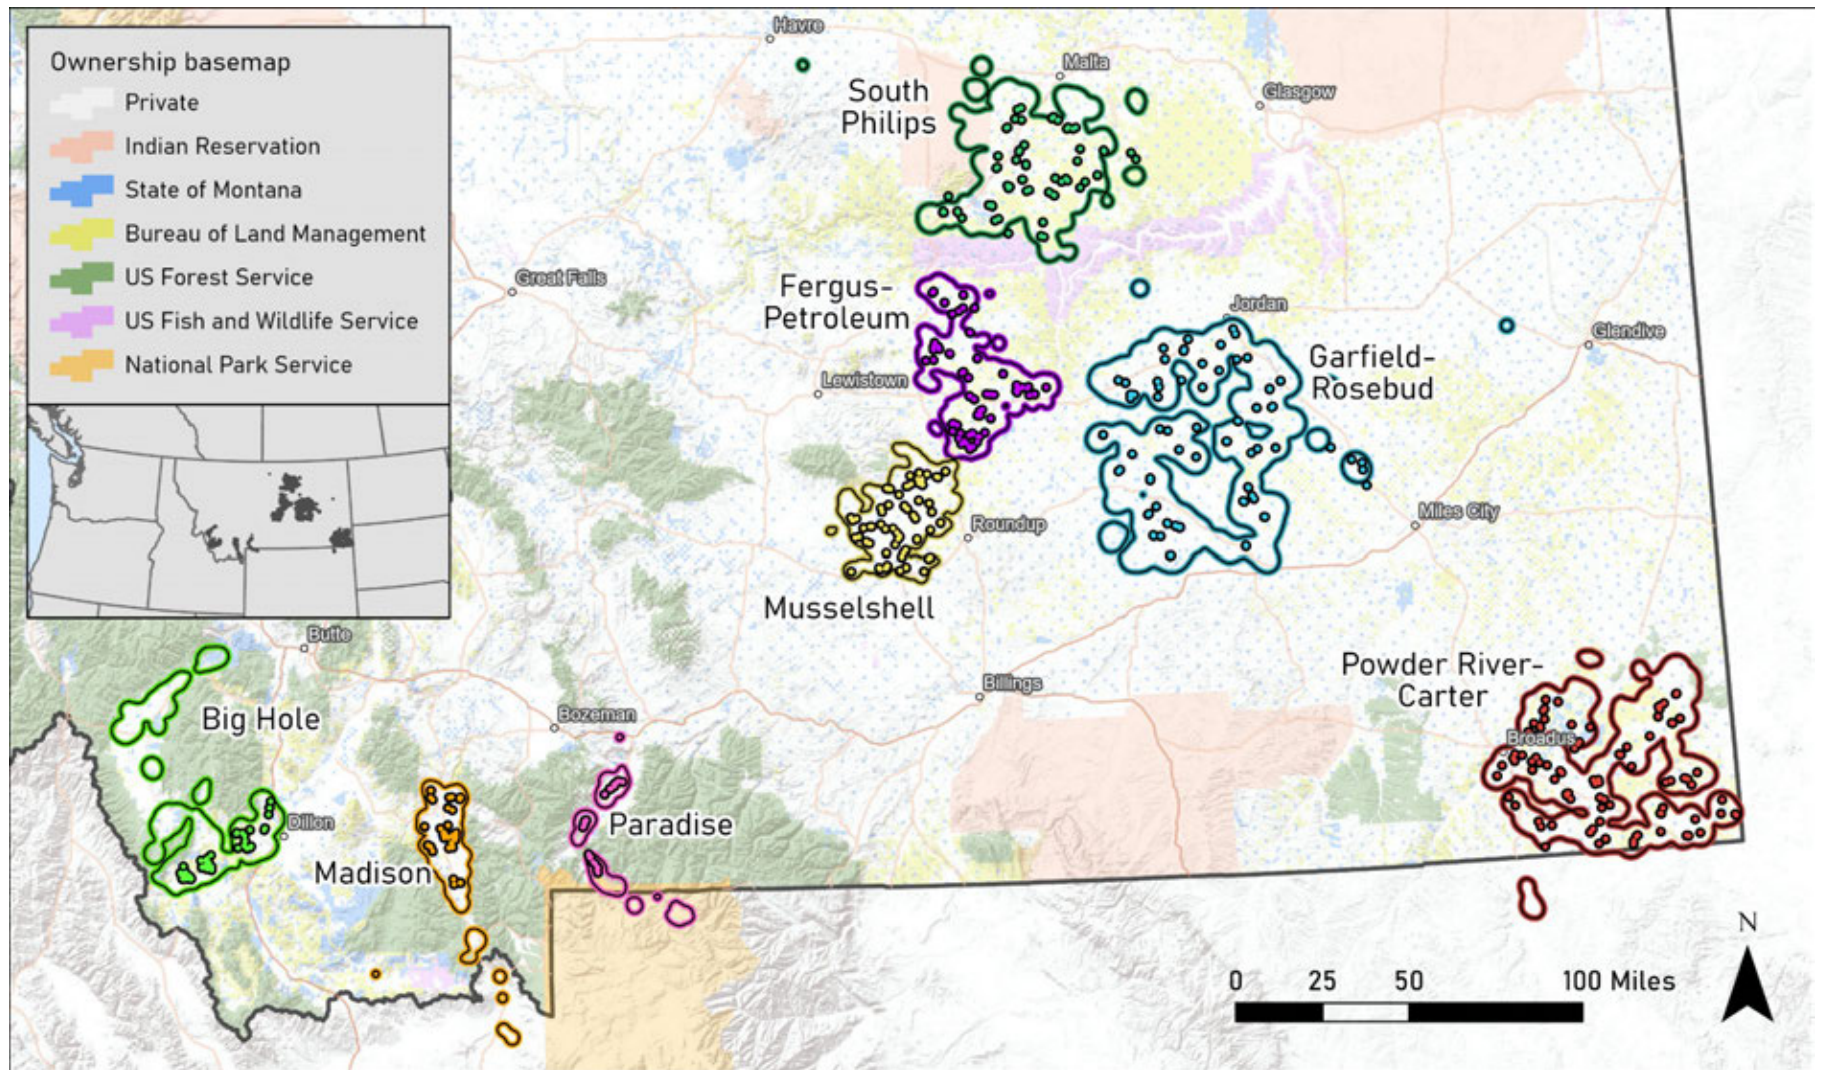 Ownership basemap
Private
Indian Reservation
State of Montana
Bureau of Land Management
US Forest Service
US Fish and Wildlife Service
National Park Service
Havre
Malta
South
Philips
Glasgow
Great Falls
Fergus-
Petroleum
Jordan
Glendive
Garfield-
Rosebud
Lewistown
Roundup
Miles City
Musselshell
Butte
Powder River-
Carter
Billings
Big Hole
Bozeman
Broadus
Dillon
Paradise
Madison
N
0 25 50 100 Miles